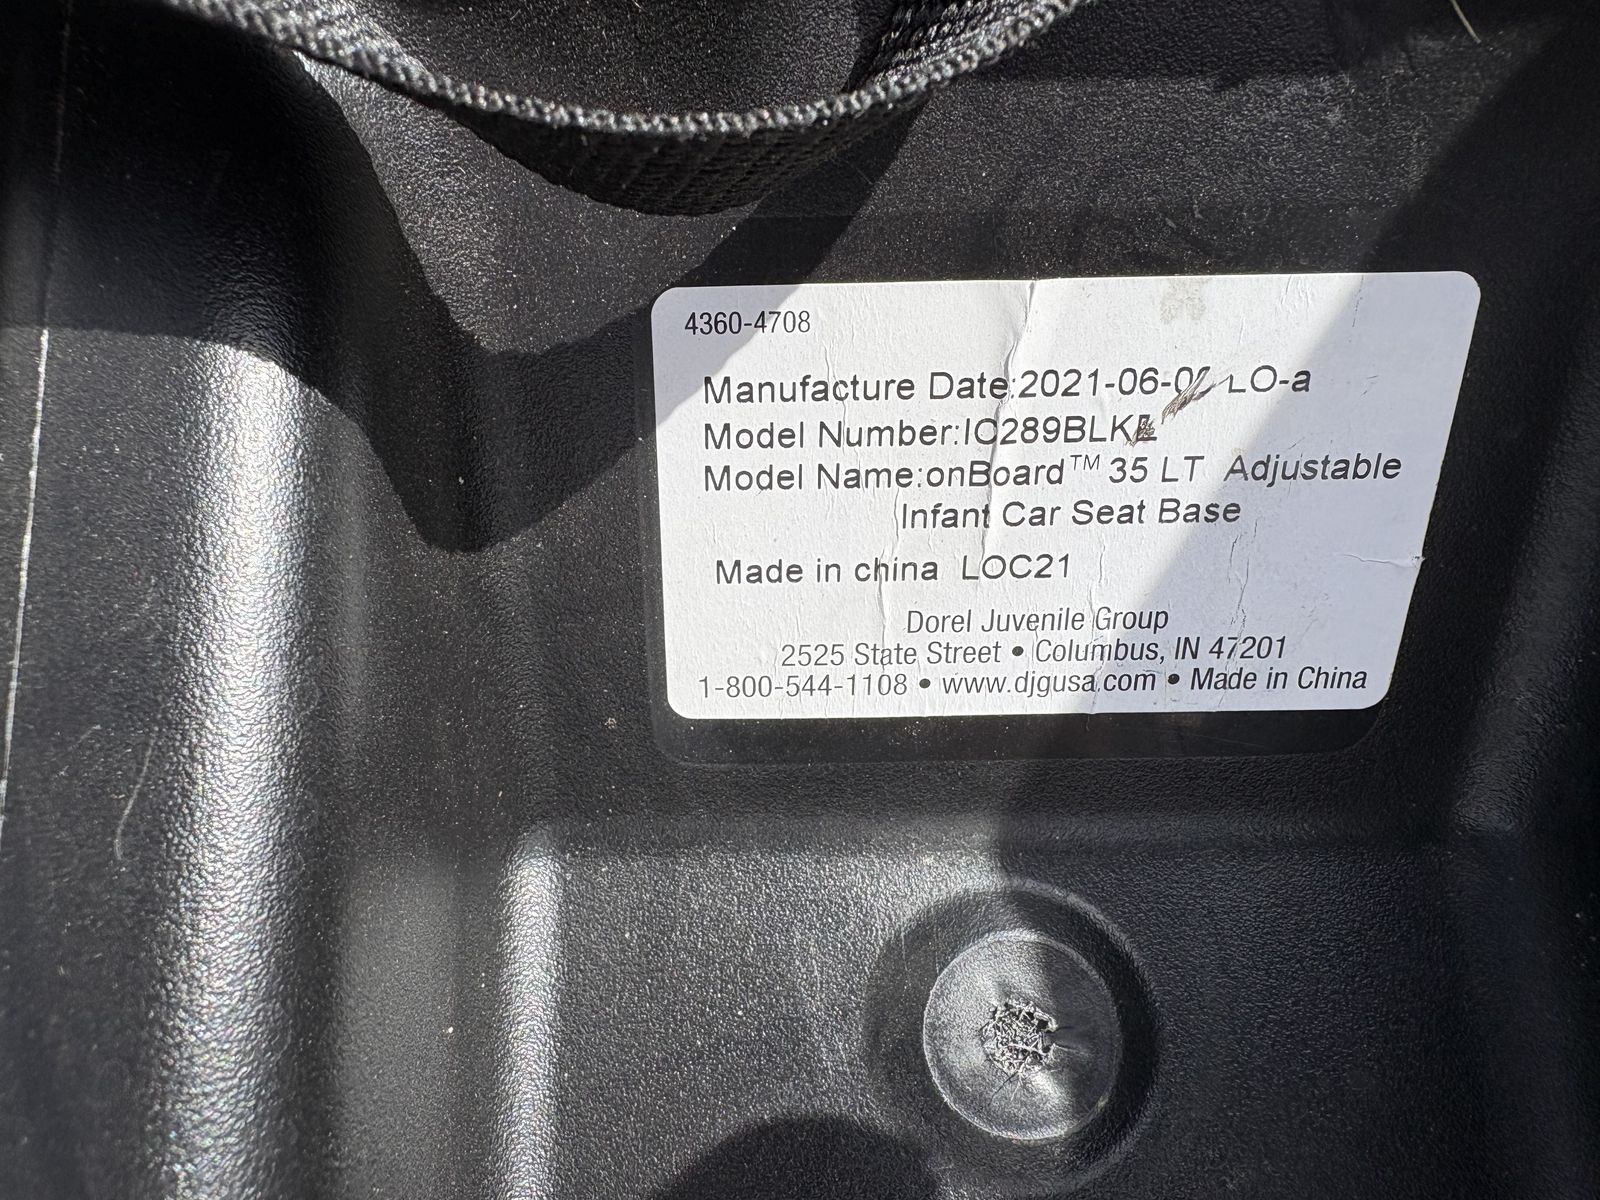 4360-4708
Manufacture Date:2021-06- LO-a
Model Number:
Model Name:onBoard™ 35 LT Adjustable
Infant Car Seat Base
Made in china LOC21
Dorel Juvenile Group
2525 State Street • Columbus, IN 47201
1-800-544-1108 • www.djgusa.com • Made in China